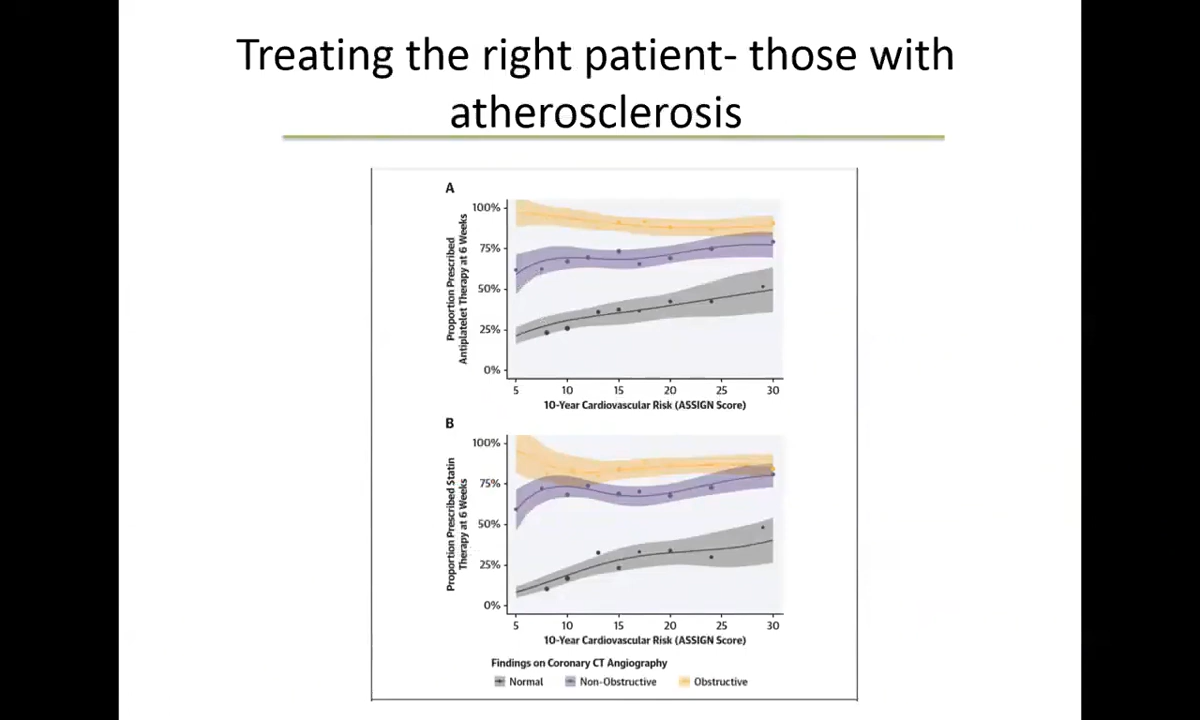 Treating the right patient- those with
atherosclerosis
A
Proportion Prescribed
Antiplatelet Therapy at 6 Weeks
100%
75%
50%
25%
0%
5 10 15 20 25 30
10-Year Cardiovascular Risk (ASSIGN Score)
B
Proportion Prescribed Statin
Therapy at 6 Weeks
100%
75%
50%
25%
0%
5 10 15 20 25 30
10-Year Cardiovascular Risk (ASSIGN Score)
Findings on Coronary CT Angiography
Normal Non-Obstructive Obstructive